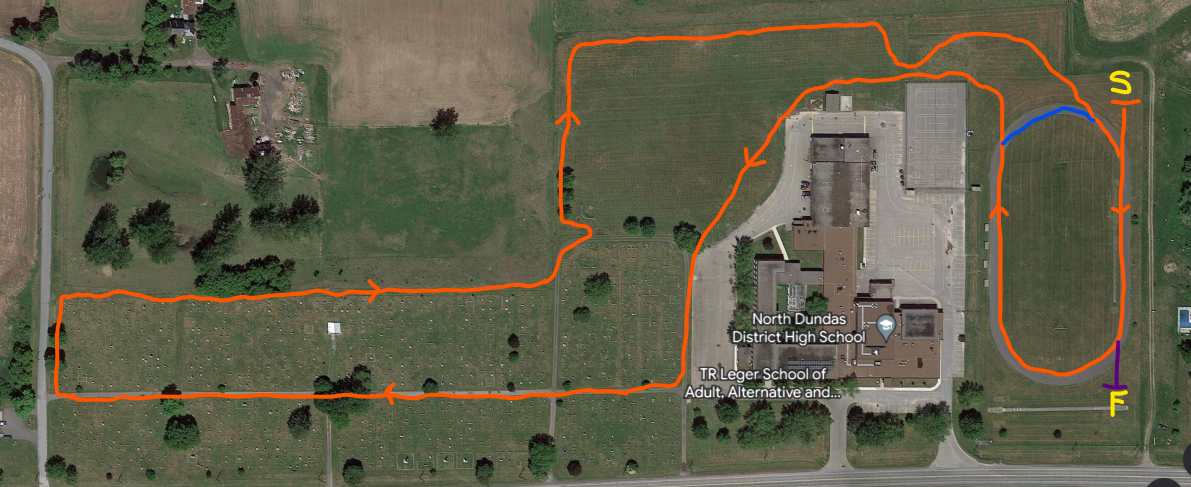 S
North Dundas
District High School
TR Leger School of
Adult, Alternative and...
F